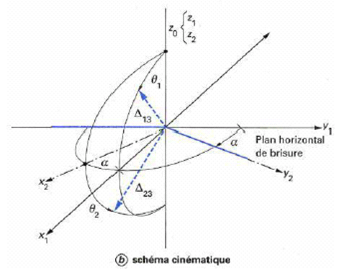 z₀ { z₁
z₂
θ₁
Δ₁₃
y₁
Plan horizontal
de brisure
α
α
y₂
x₂
Δ₂₃
θ₂
x₁
ⓑ schéma cinématique